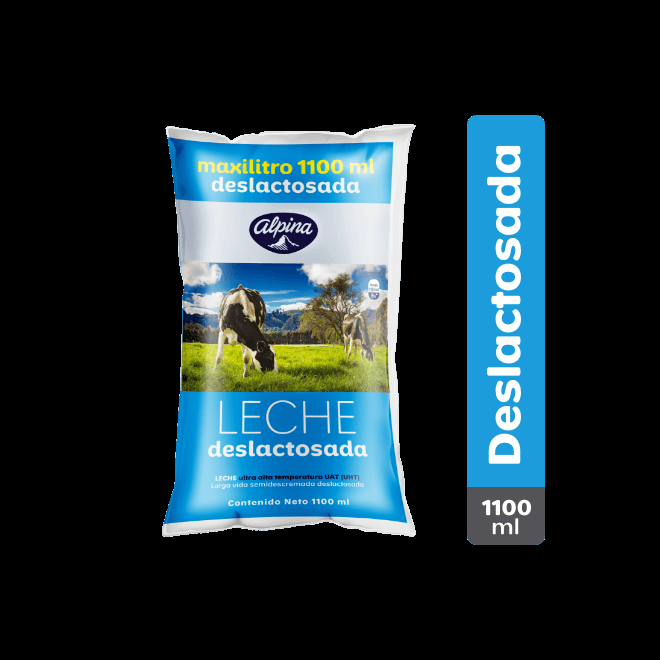 maxilitro 1100 ml
deslactosada
alpina
LECHE
deslactosada
LECHE ultra alta temperatura UAT (UHT)
Larga vida semidescremada deslactosada
Contenido Neto 1100 ml
Deslactosada
1100
ml